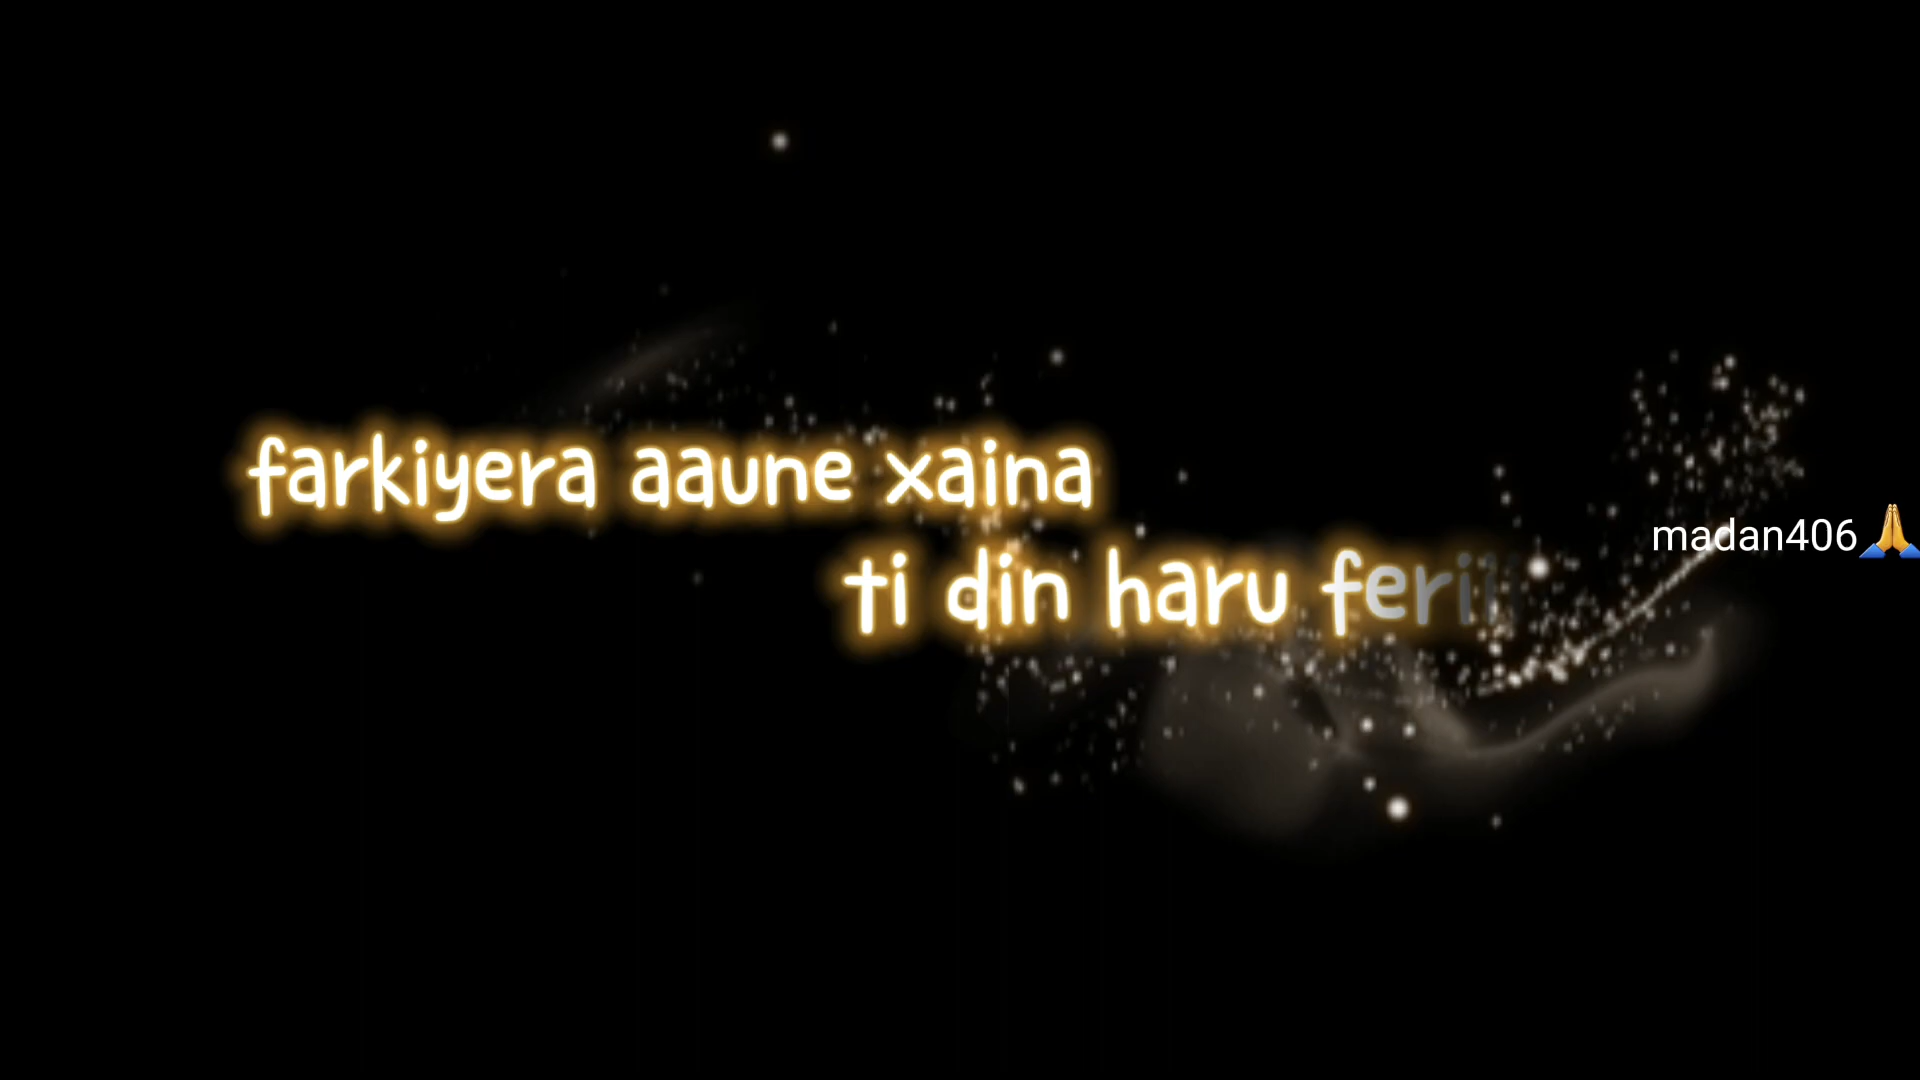 farkiyera aaune xaina
ti din haru feri
madan406🙏